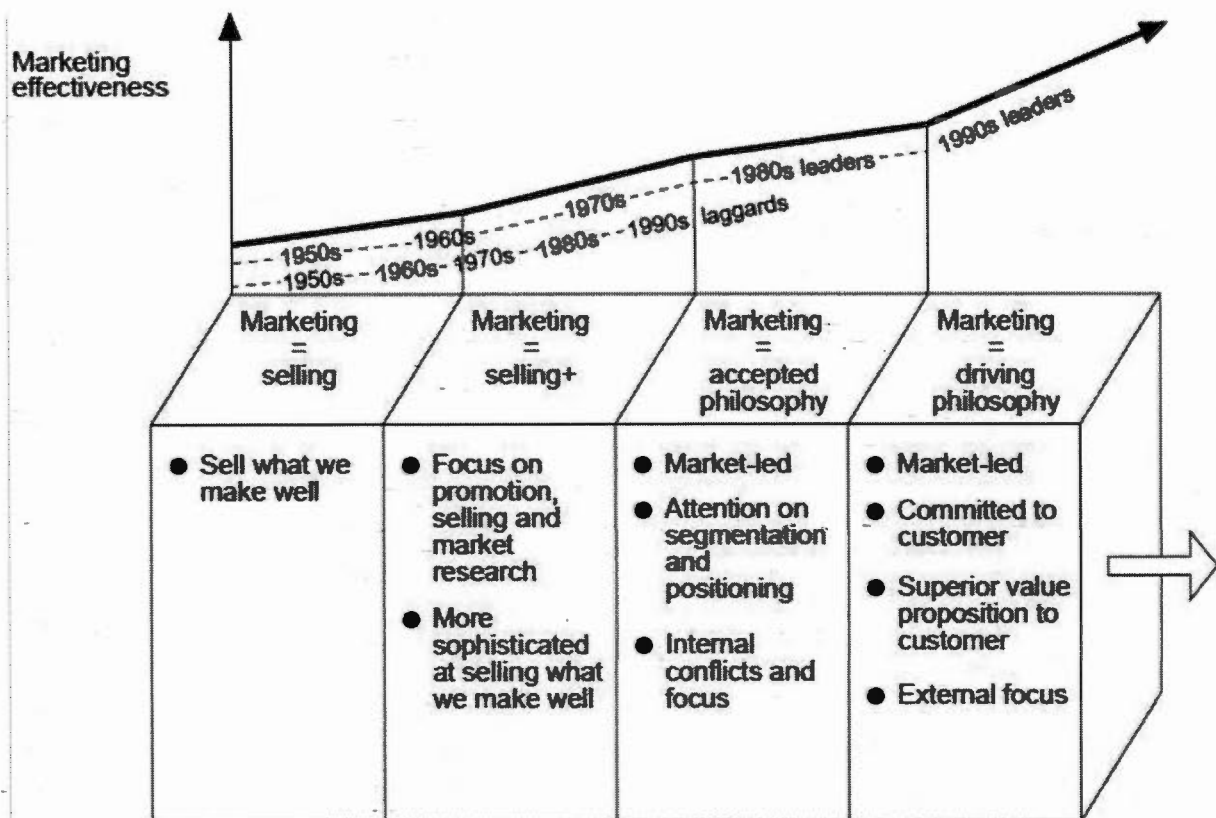 Marketing
effectiveness
1990s leaders
1980s leaders
1970s
1950s
1960s
1950s
1960s
1970s
1980s
1990s laggards
Marketing
=
selling
Marketing
=
selling+
Marketing
=
accepted
philosophy
Marketing
=
driving
philosophy
● Sell what we
make well
● Focus on
promotion,
selling and
market
research
● More
sophisticated
at selling what
we make well
● Market-led
● Attention on
segmentation
and
positioning
● Internal
conflicts and
focus
● Market-led
● Committed to
customer
● Superior value
proposition to
customer
● External focus